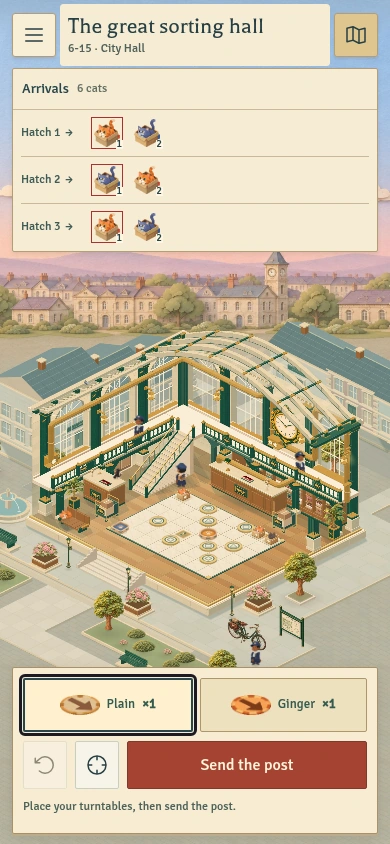 The great sorting hall
6-15 · City Hall
Arrivals 6 cats
Hatch 1 → 1 2
Hatch 2 → 1 2
Hatch 3 → 1 2
Plain ×1
Ginger ×1
Send the post
Place your turntables, then send the post.